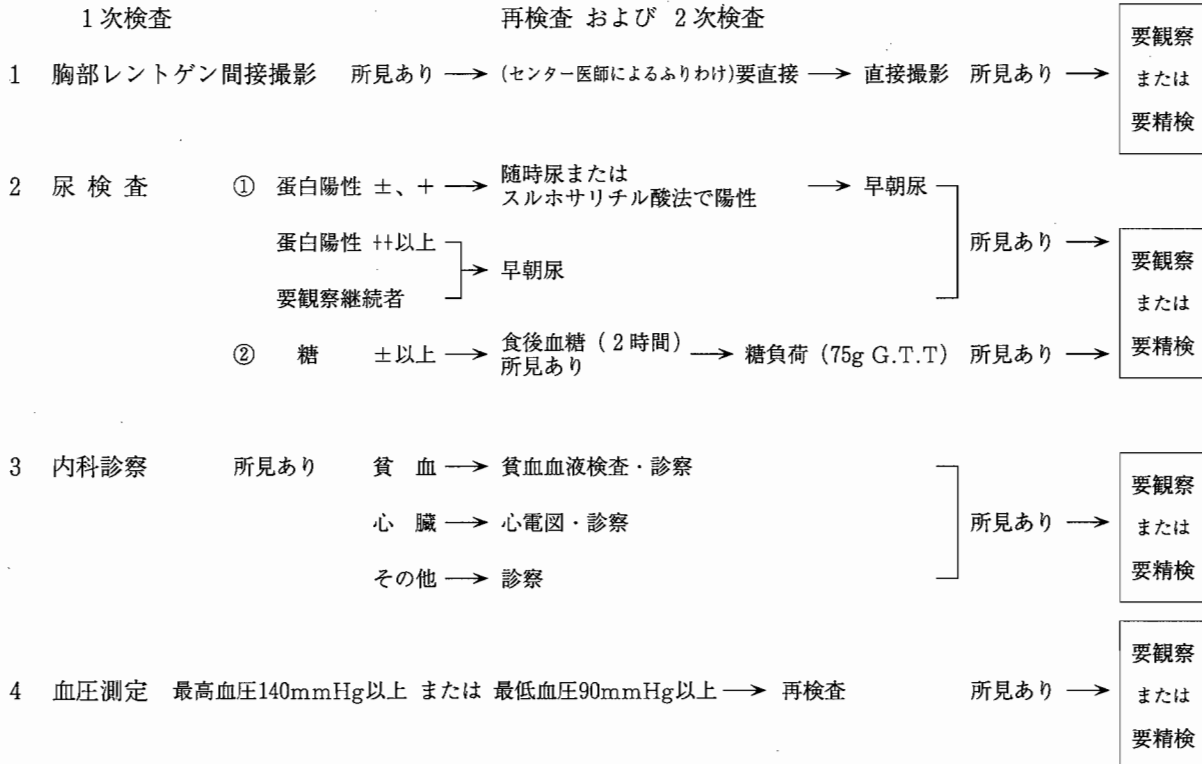 1次検査 再検査 および 2次検査
1 胸部レントゲン間接撮影 所見あり → (センター医師によるふりわけ)要直接 → 直接撮影 所見あり →
要観察
または
要精検
2 尿検査 ① 蛋白陽性 ±、+ → 随時尿または
スルホサリチル酸法で陽性 → 早朝尿
蛋白陽性 ++以上
要観察継続者
→ 早朝尿
所見あり →
② 糖 ±以上 → 食後血糖(2時間)
所見あり → 糖負荷(75g G.T.T) 所見あり →
要観察
または
要精検
3 内科診察 所見あり 貧血 → 貧血血液検査・診察
心臓 → 心電図・診察
その他 → 診察
所見あり →
要観察
または
要精検
4 血圧測定 最高血圧140mmHg以上 または 最低血圧90mmHg以上 → 再検査 所見あり →
要観察
または
要精検